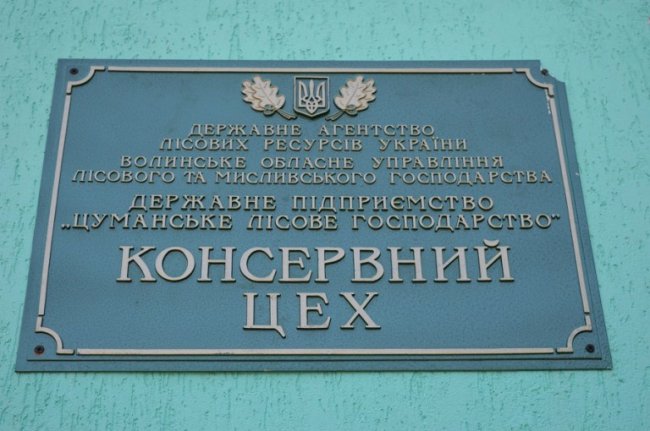 ДЕРЖАВНЕ АГЕНТСТВО
ЛІСОВИХ РЕСУРСІВ УКРАЇНИ
ВОЛИНСЬКЕ ОБЛАСНЕ УПРАВЛІННЯ
ЛІСОВОГО ТА МИСЛИВСЬКОГО ГОСПОДАРСТВА
ДЕРЖАВНЕ ПІДПРИЄМСТВО
„ЦУМАНСЬКЕ ЛІСОВЕ ГОСПОДАРСТВО“
КОНСЕРВНИЙ
ЦЕХ